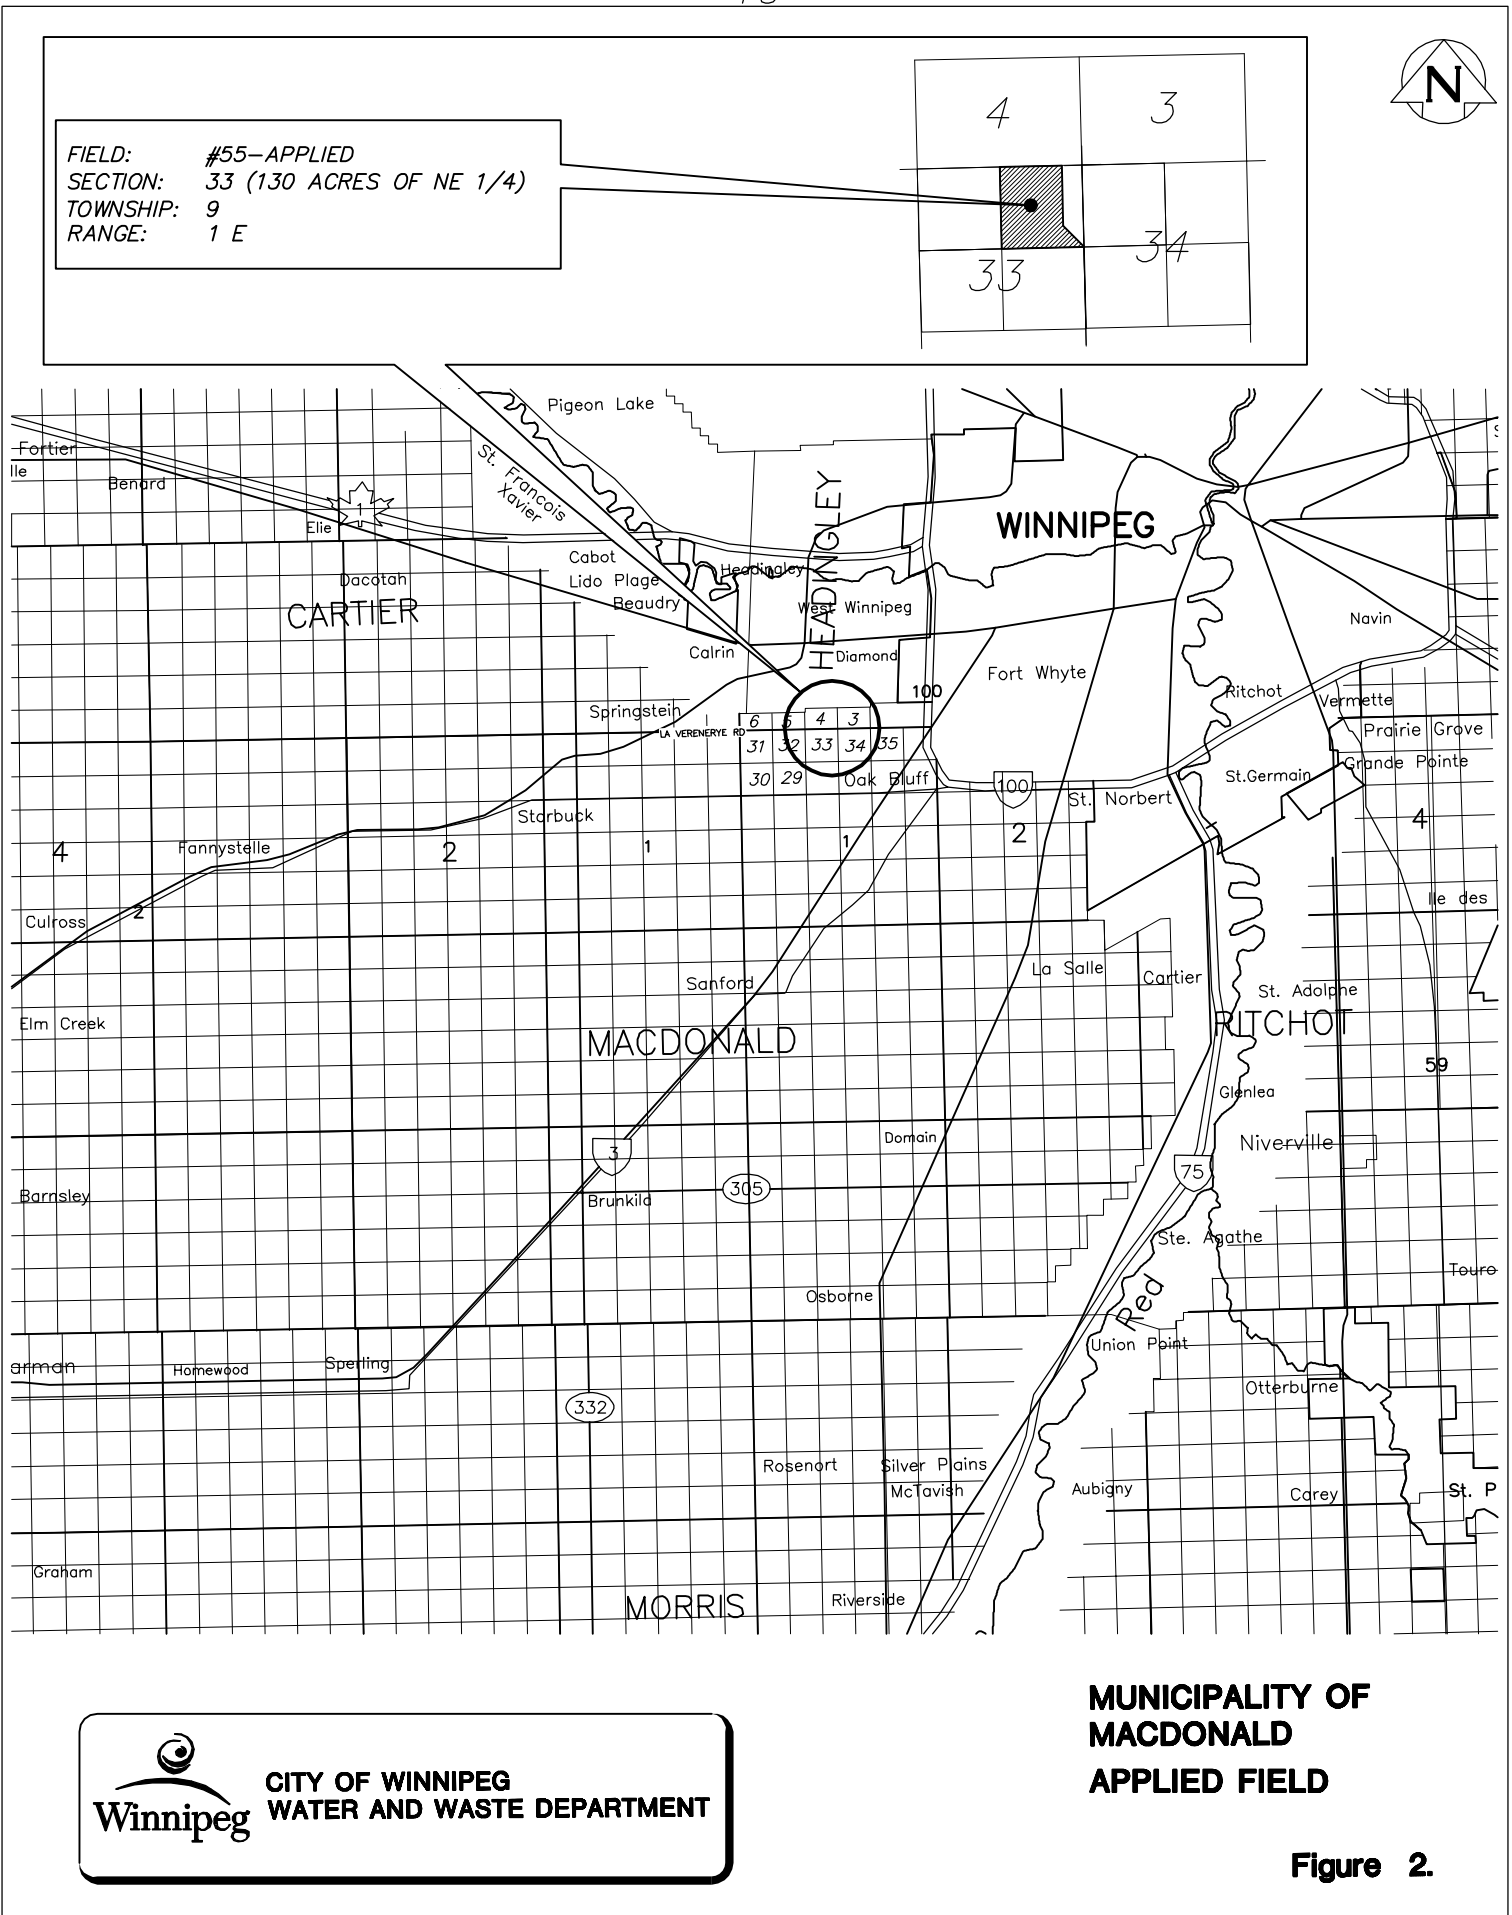 FIELD: #55-APPLIED
SECTION: 33 (130 ACRES OF NE 1/4)
TOWNSHIP: 9
RANGE: 1 E
4 3
33 34
N
Pigeon Lake
Fortier
lle
Benard
St. Francois
Xavier
1
Elie
HEADINGLEY
WINNIPEG
Cabot
Headingley
Dacotah
Lido Plage
CARTIER
Beaudry
West Winnipeg
Navin
Calrin
Diamond
Fort Whyte
100
Ritchot
Vermette
Springstein
6 5 4 3
LA VERENERYE RD
Prairie Grove
31 32 33 34 35
Grande Pointe
30 29
Oak Bluff
St.Germain
100
St. Norbert
Starbuck
4
Fannystelle
2
1
1
2
4
Culross
2
Ile des
Sanford
La Salle
Cartier
St. Adolphe
Elm Creek
MACDONALD
RITCHOT
59
Glenlea
Domain
Niverville
3
75
Barnsley
Brunkild
305
Ste. Agathe
Touro
Osborne
Red
Union Point
arman
Homewood
Sperling
Otterburne
332
Rosenort
Silver Plains
McTavish
Aubigny
Carey
St. P
Graham
MORRIS
Riverside
MUNICIPALITY OF
MACDONALD
APPLIED FIELD
Winnipeg
CITY OF WINNIPEG
WATER AND WASTE DEPARTMENT
Figure 2.